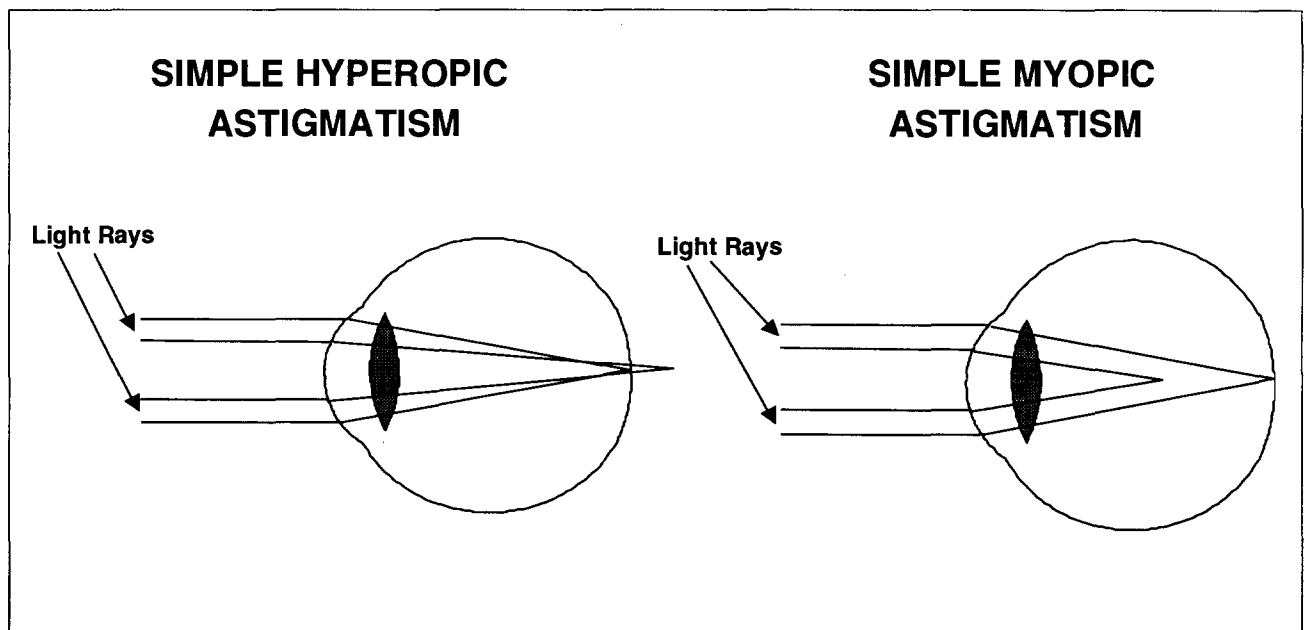 SIMPLE HYPEROPIC
ASTIGMATISM
Light Rays
SIMPLE MYOPIC
ASTIGMATISM
Light Rays